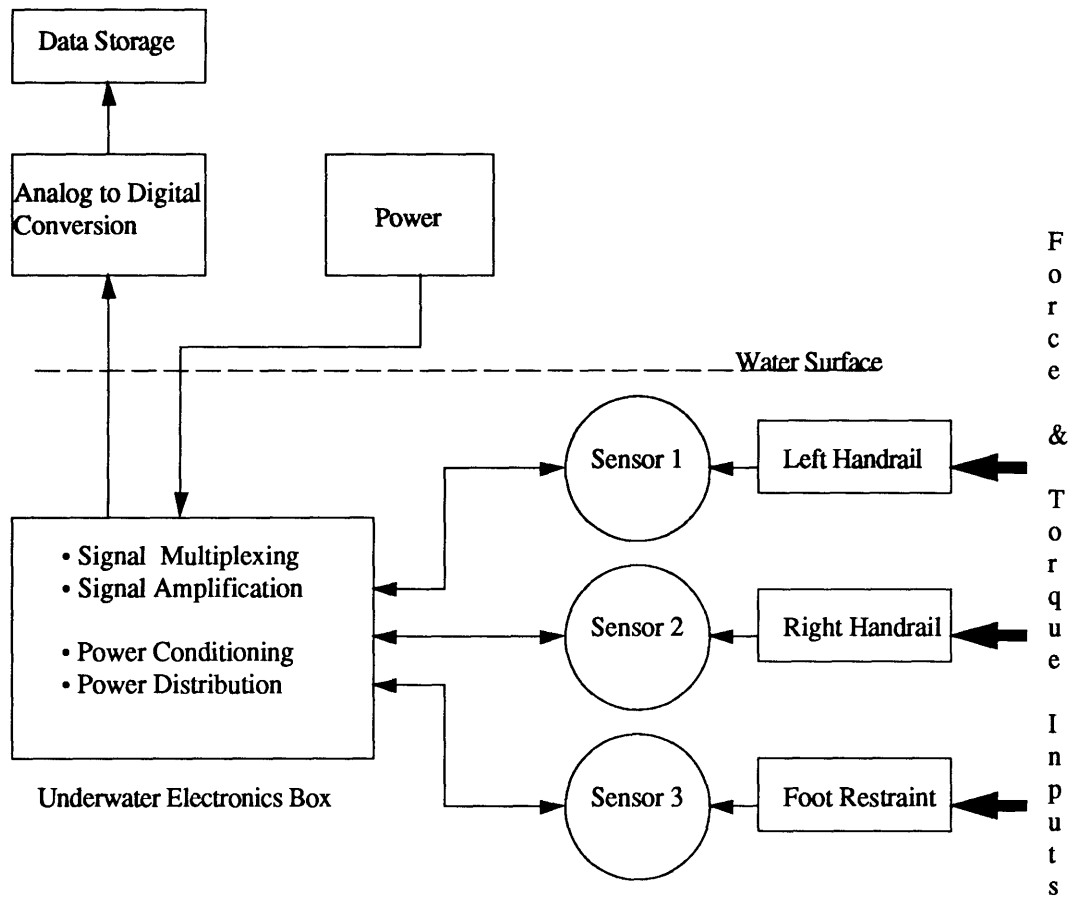 Data Storage
Analog to Digital
Conversion
Power
Water Surface
Sensor 1
Left Handrail
• Signal Multiplexing
• Signal Amplification
• Power Conditioning
• Power Distribution
Sensor 2
Right Handrail
Sensor 3
Foot Restraint
Underwater Electronics Box
Force & Torque Inputs